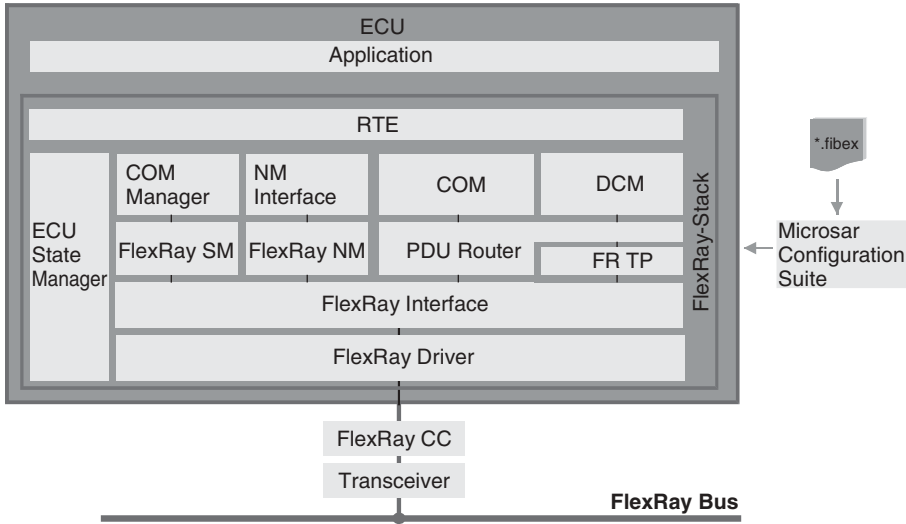 ECU
Application
RTE
COM
Manager
NM
Interface
COM
DCM
ECU
State
Manager
FlexRay SM
FlexRay NM
PDU Router
FR TP
FlexRay Interface
FlexRay Driver
FlexRay-Stack
*.fibex
Microsar
Configuration
Suite
FlexRay CC
Transceiver
FlexRay Bus